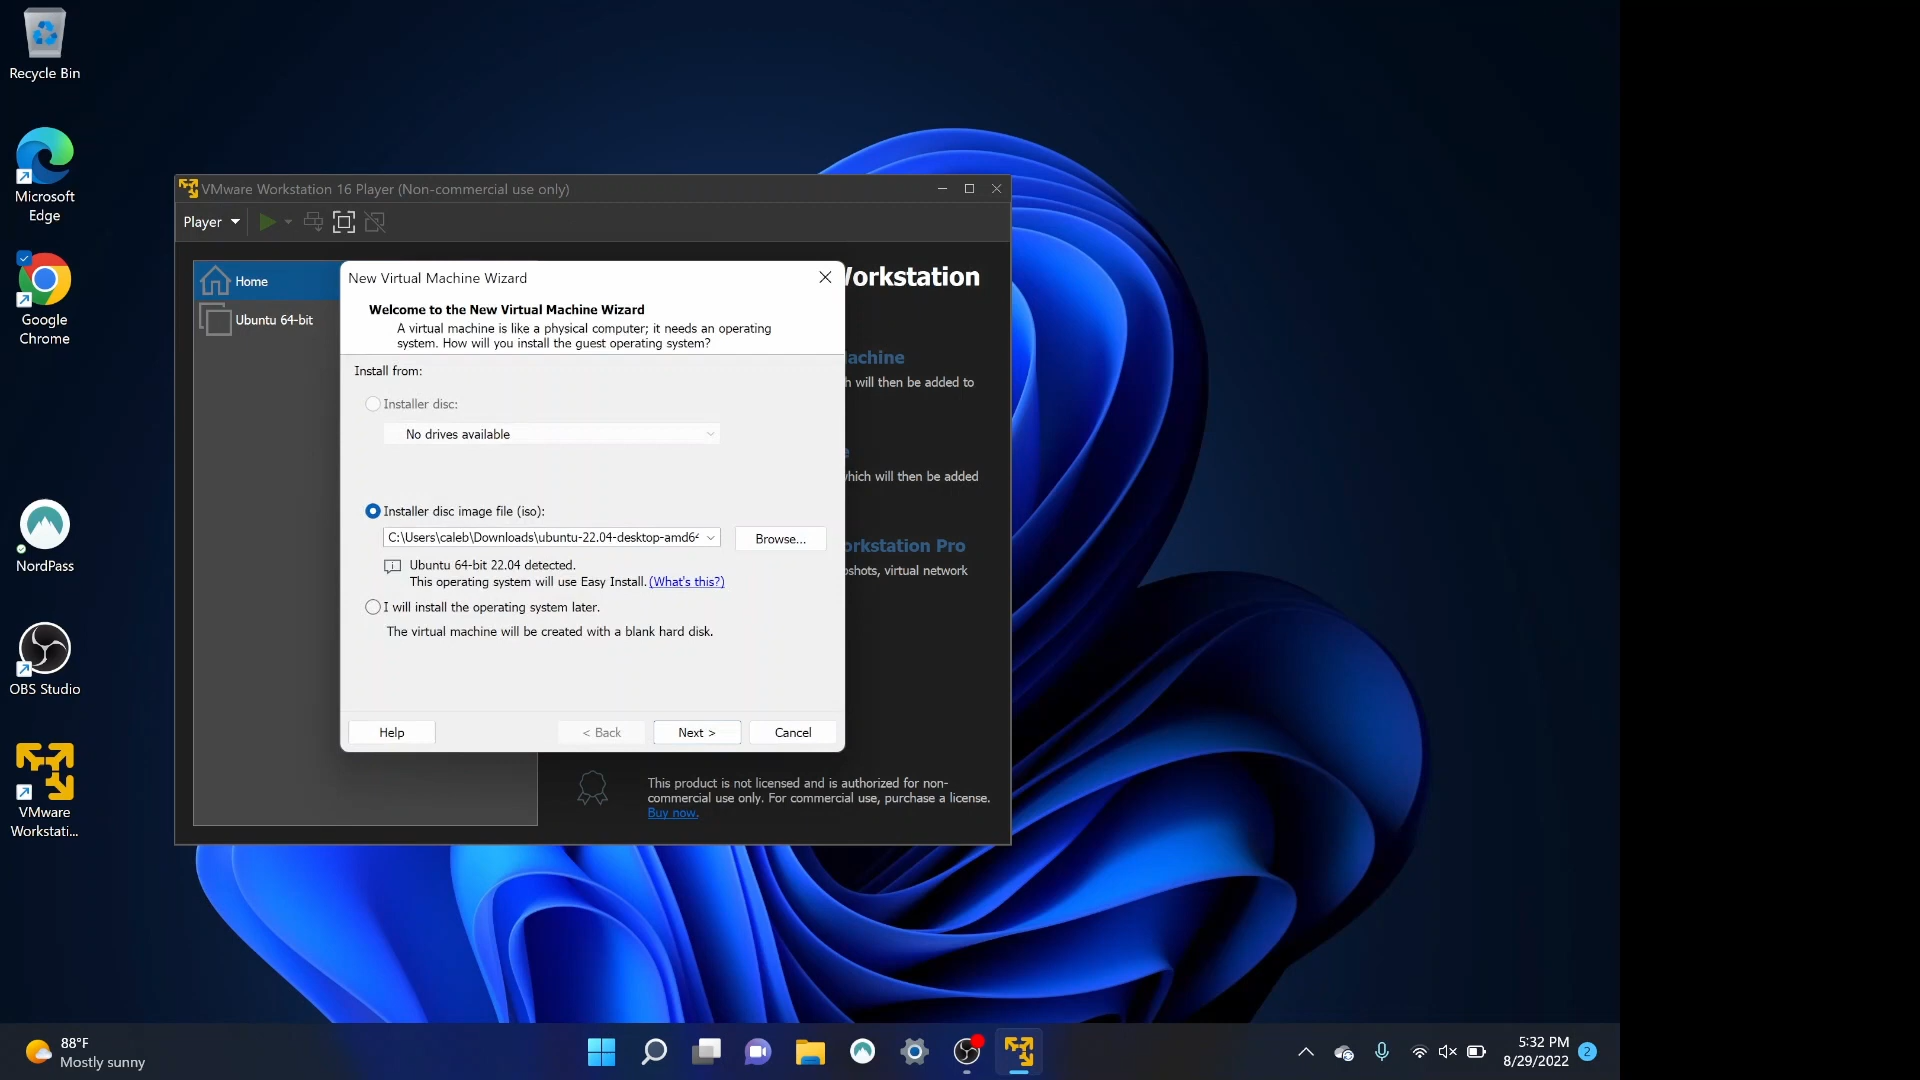 Recycle Bin
Microsoft
Edge
Google
Chrome
NordPass
OBS Studio
VMware
Workstati...
VMware Workstation 16 Player (Non-commercial use only)
Player
Home
Ubuntu 64-bit
New Virtual Machine Wizard
Welcome to the New Virtual Machine Wizard
A virtual machine is like a physical computer; it needs an operating
system. How will you install the guest operating system?
Install from:
Installer disc:
No drives available
Installer disc image file (iso):
C:\Users\caleb\Downloads\ubuntu-22.04-desktop-amd64
Browse...
Ubuntu 64-bit 22.04 detected.
This operating system will use Easy Install. (What's this?)
I will install the operating system later.
The virtual machine will be created with a blank hard disk.
Help
< Back
Next >
Cancel
Workstation
achine
h will then be added to
e
which will then be added
orkstation Pro
pshots, virtual network
This product is not licensed and is authorized for non-
commercial use only. For commercial use, purchase a license.
Buy now.
88°F
Mostly sunny
5:32 PM
8/29/2022
2